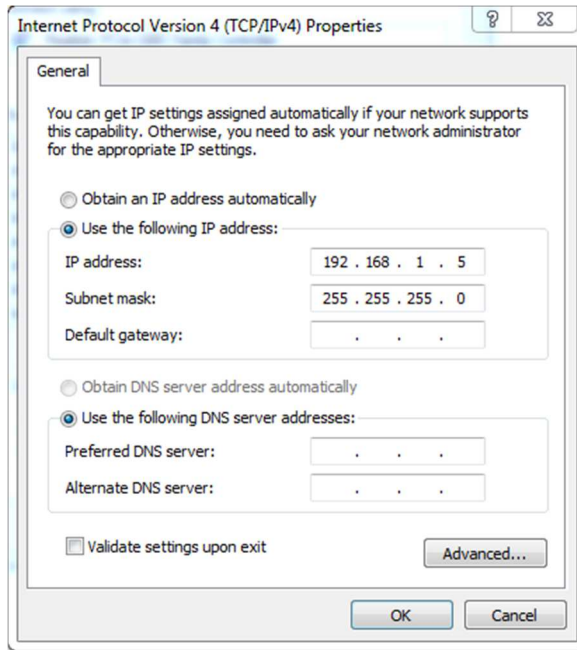 Internet Protocol Version 4 (TCP/IPv4) Properties
General
You can get IP settings assigned automatically if your network supports
this capability. Otherwise, you need to ask your network administrator
for the appropriate IP settings.
Obtain an IP address automatically
Use the following IP address:
IP address: 192 . 168 . 1 . 5
Subnet mask: 255 . 255 . 255 . 0
Default gateway: . . .
Obtain DNS server address automatically
Use the following DNS server addresses:
Preferred DNS server: . . .
Alternate DNS server: . . .
Validate settings upon exit
Advanced...
OK Cancel